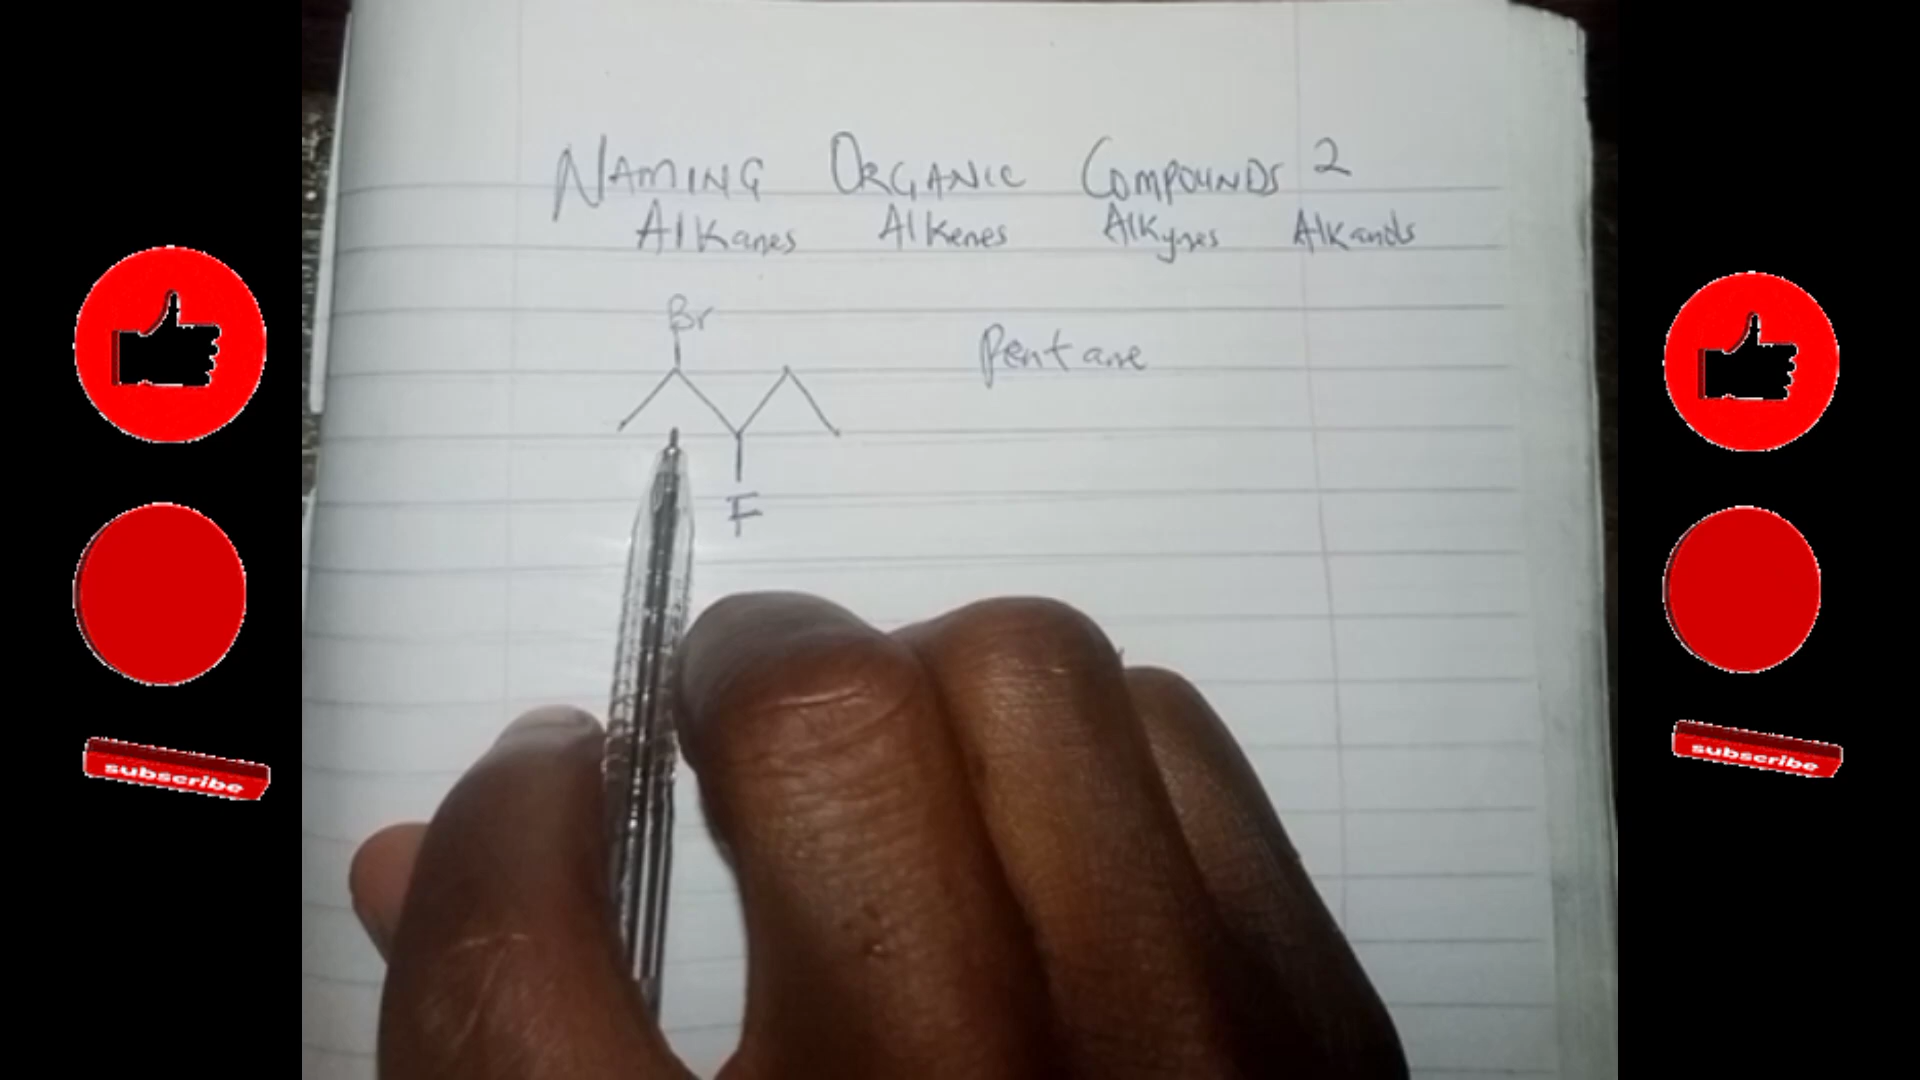 NAMING ORGANIC COMPOUNDS 2
Alkanes Alkenes Alkynes Alkanols
Br
Pentane
F
subscribe
subscribe